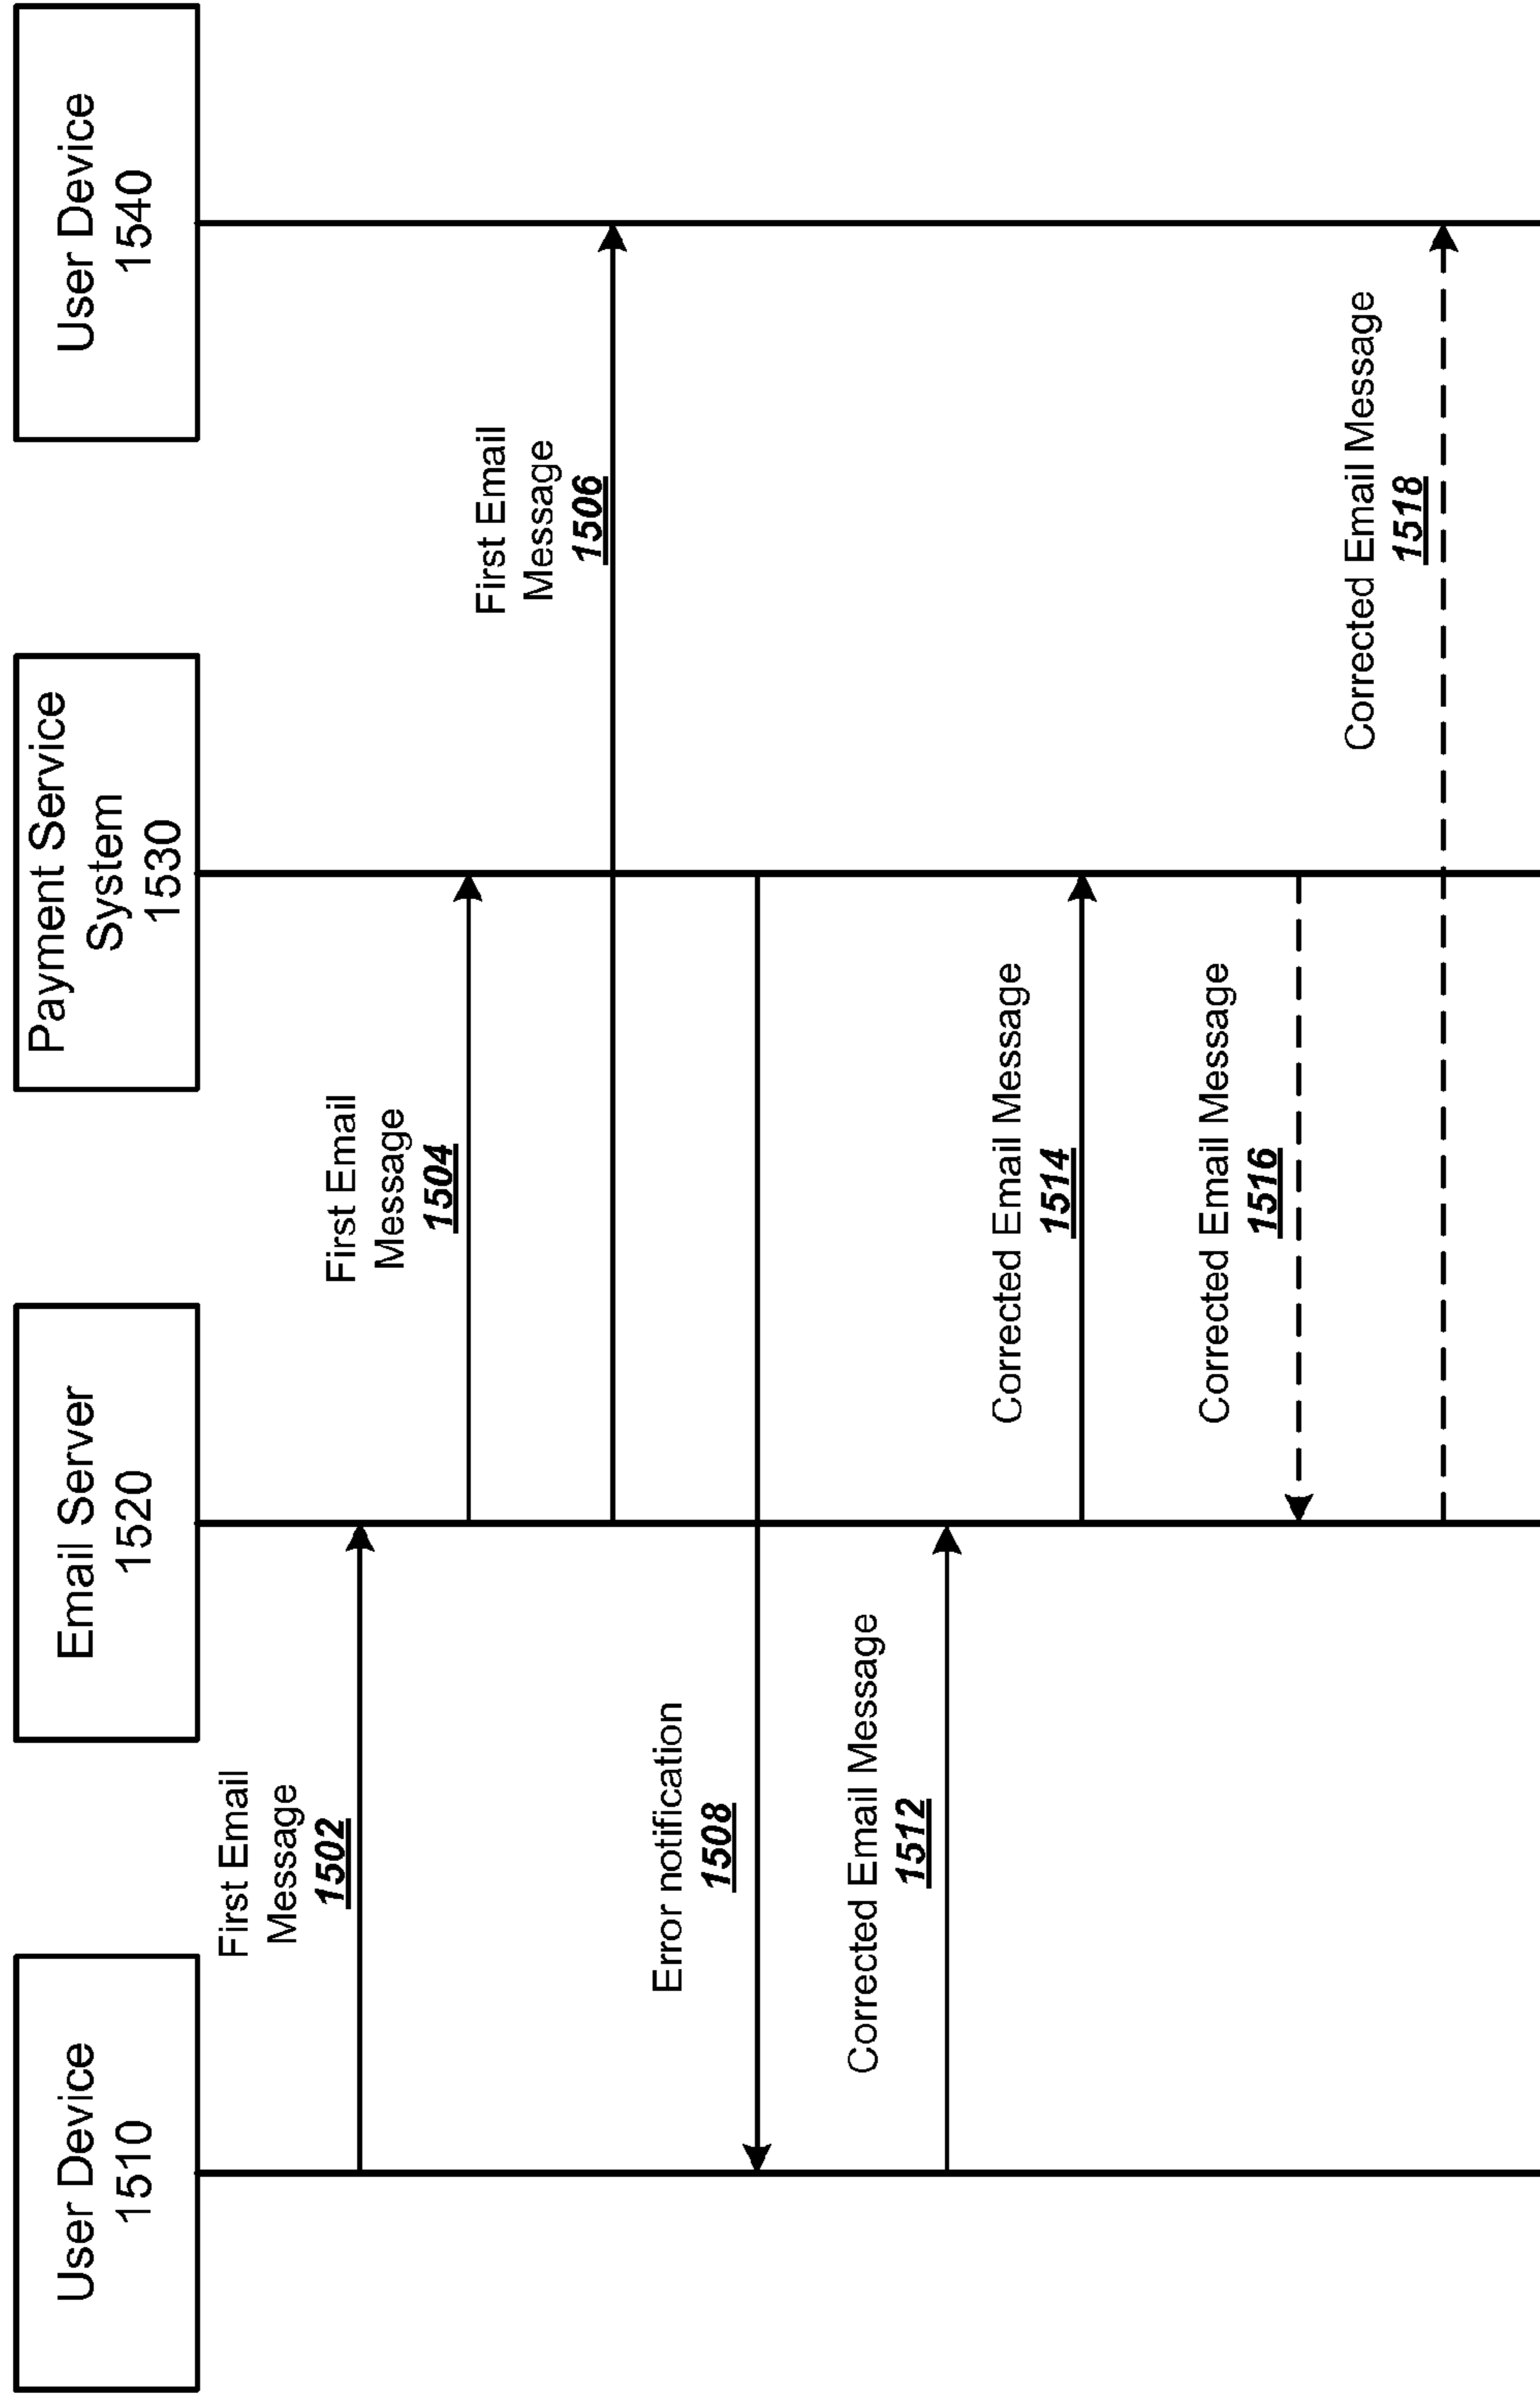 User Device
1510
Email Server
1520
Payment Service
System
1530
User Device
1540
First Email
Message
1502
First Email
Message
1504
First Email
Message
1506
Error notification
1508
Corrected Email Message
1512
Corrected Email Message
1514
Corrected Email Message
1516
Corrected Email Message
1518